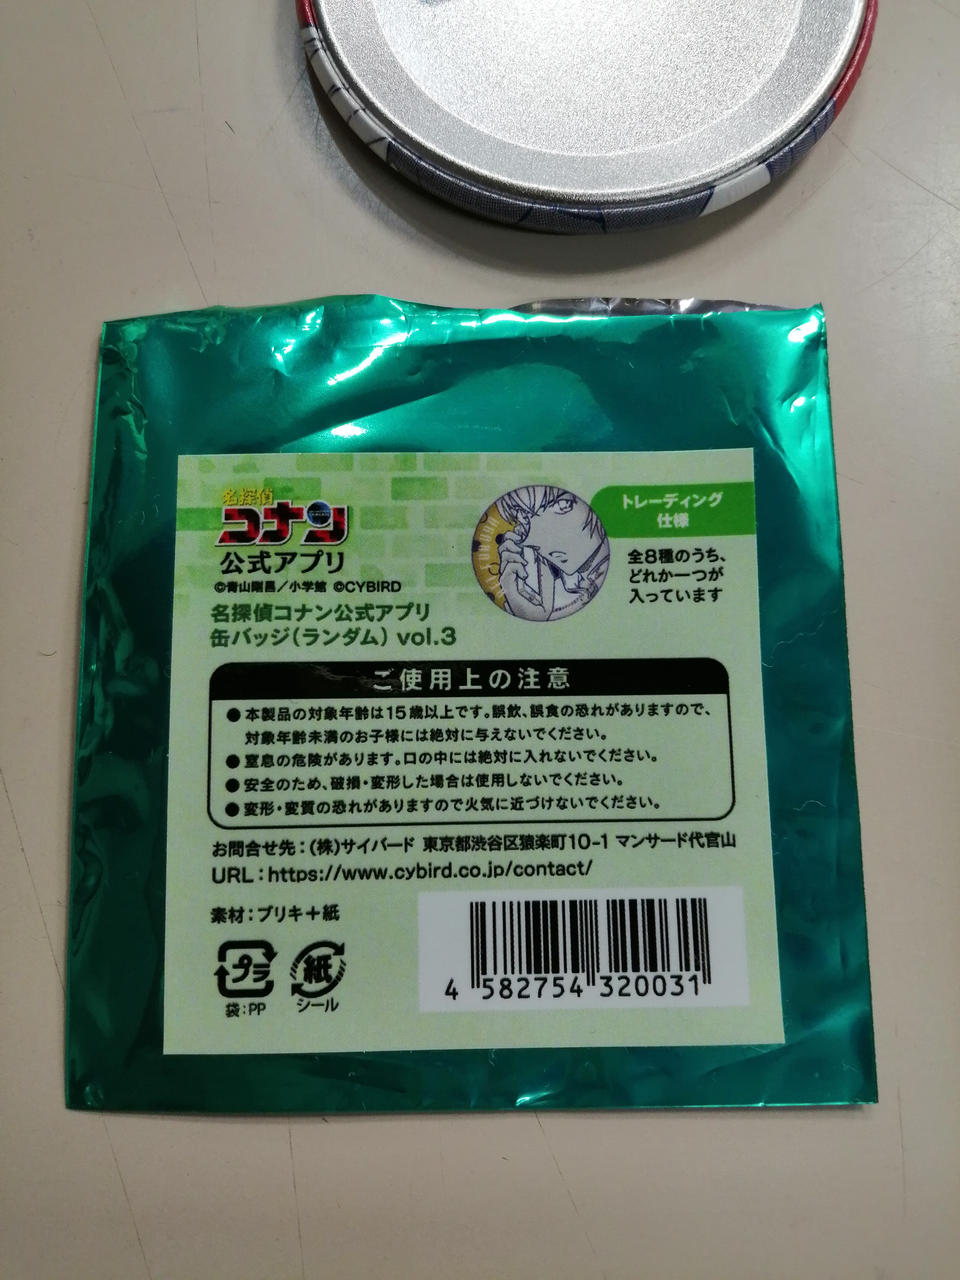 名探偵
コナン
公式アプリ
©青山剛昌／小学館 ©CYBIRD
名探偵コナン公式アプリ
缶バッジ（ランダム）vol.3
トレーディング
仕様
全8種のうち、
どれか一つが
入っています
ご使用上の注意
●本製品の対象年齢は15歳以上です。誤飲、誤食の恐れがありますので、
対象年齢未満のお子様には絶対に与えないでください。
●窒息の危険があります。口の中には絶対に入れないでください。
●安全のため、破損・変形した場合は使用しないでください。
●変形・変質の恐れがありますので火気に近づけないでください。
お問合せ先：(株)サイバード 東京都渋谷区猿楽町10-1 マンサード代官山
URL：https://www.cybird.co.jp/contact/
素材：ブリキ＋紙
プラ
袋：PP
紙
シール
4 582754 320031